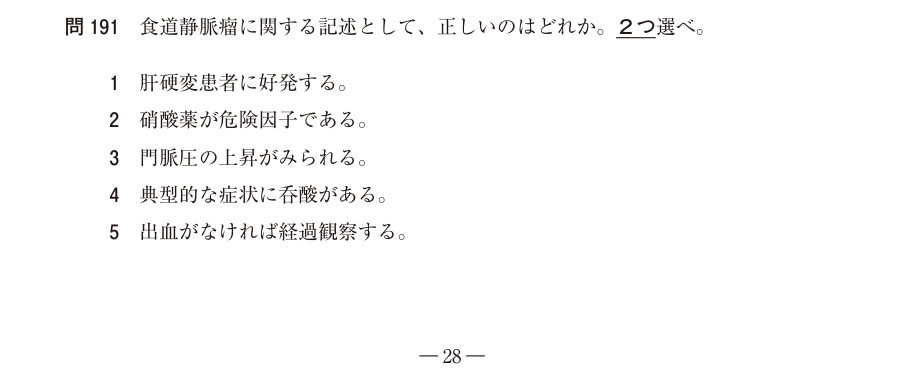 問 191 食道静脈瘤に関する記述として、正しいのはどれか。2つ選べ。
1 肝硬変患者に好発する。
2 硝酸薬が危険因子である。
3 門脈圧の上昇がみられる。
4 典型的な症状に呑酸がある。
5 出血がなければ経過観察する。
― 28 ―